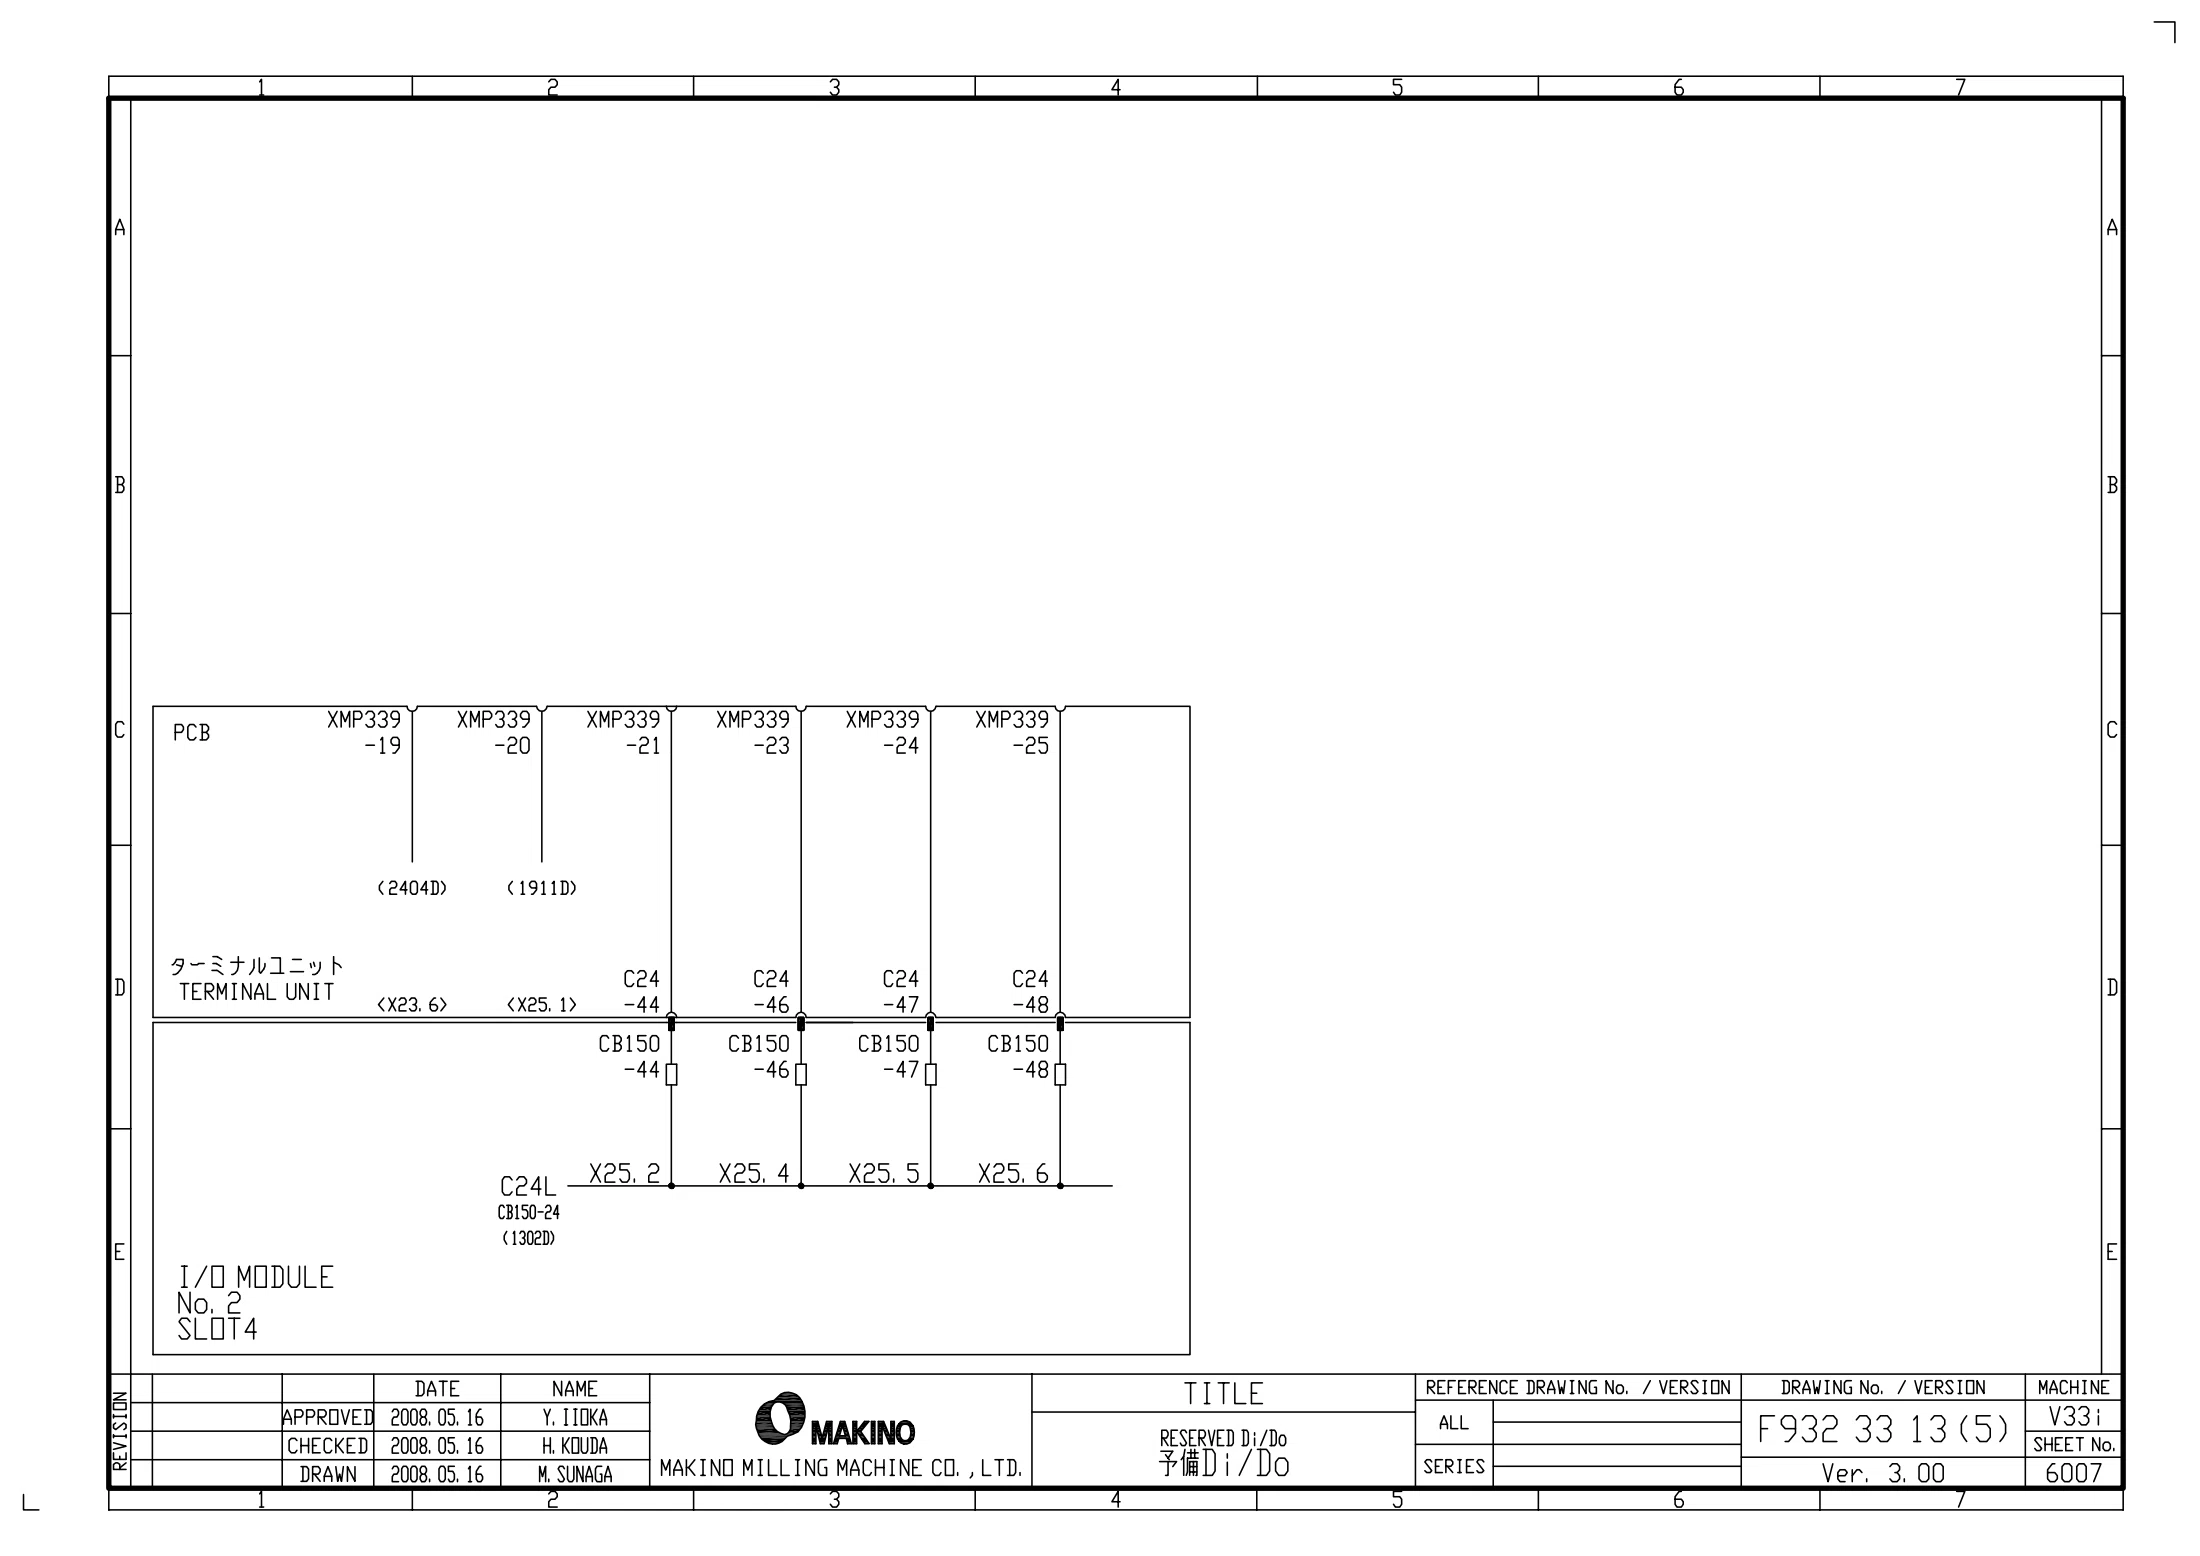 1 2 3 4 5 6 7
A A
B B
C C
D D
E E
PCB
XMP339 XMP339 XMP339 XMP339 XMP339 XMP339
-19 -20 -21 -23 -24 -25
(2404D) (1911D)
ターミナルユニット
TERMINAL UNIT
<X23.6> <X25.1>
C24 C24 C24 C24
-44 -46 -47 -48
CB150 CB150 CB150 CB150
-44 -46 -47 -48
X25.2 X25.4 X25.5 X25.6
C24L
CB150-24
(1302D)
I/O MODULE
No.2
SLOT4
REVISION
DATE NAME
APPROVED 2008.05.16 Y. IIOKA
CHECKED 2008.05.16 H. KOUDA
DRAWN 2008.05.16 M. SUNAGA
MAKINO
MAKINO MILLING MACHINE CO.,LTD.
TITLE
RESERVED Di/Do
予備Di/Do
REFERENCE DRAWING No. / VERSION
ALL
SERIES
DRAWING No. / VERSION
F932 33 13(5)
Ver. 3.00
MACHINE
V33i
SHEET No.
6007
1 2 3 4 5 6 7